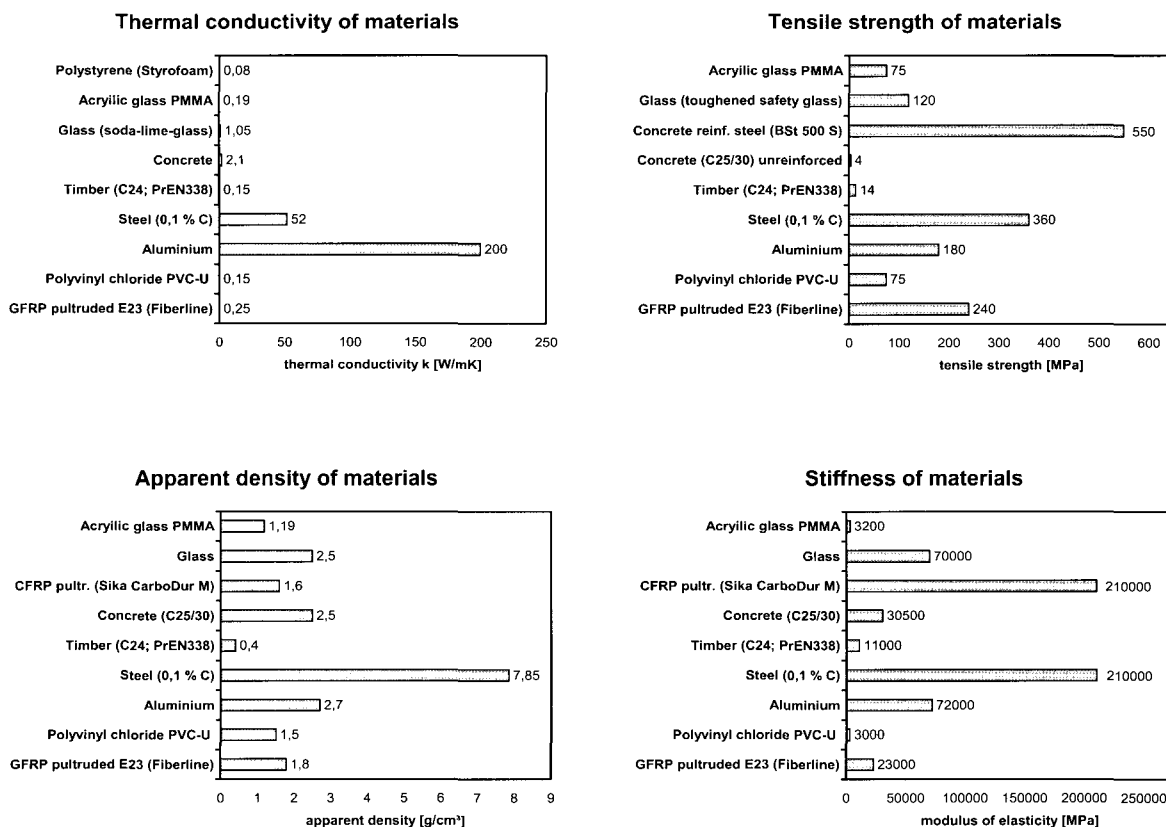 Thermal conductivity of materials
Polystyrene (Styrofoam) 0,08
Acryilic glass PMMA 0,19
Glass (soda-lime-glass) 1,05
Concrete 2,1
Timber (C24; PrEN338) 0,15
Steel (0,1 % C) 52
Aluminium 200
Polyvinyl chloride PVC-U 0,15
GFRP pultruded E23 (Fiberline) 0,25
0 50 100 150 200 250
thermal conductivity k [W/mK]
Tensile strength of materials
Acryilic glass PMMA 75
Glass (toughened safety glass) 120
Concrete reinf. steel (BSt 500 S) 550
Concrete (C25/30) unreinforced 4
Timber (C24; PrEN338) 14
Steel (0,1 % C) 360
Aluminium 180
Polyvinyl chloride PVC-U 75
GFRP pultruded E23 (Fiberline) 240
0 100 200 300 400 500 600
tensile strength [MPa]
Apparent density of materials
Acryilic glass PMMA 1,19
Glass 2,5
CFRP pultr. (Sika CarboDur M) 1,6
Concrete (C25/30) 2,5
Timber (C24; PrEN338) 0,4
Steel (0,1 % C) 7,85
Aluminium 2,7
Polyvinyl chloride PVC-U 1,5
GFRP pultruded E23 (Fiberline) 1,8
0 1 2 3 4 5 6 7 8 9
apparent density [g/cm³]
Stiffness of materials
Acryilic glass PMMA 3200
Glass 70000
CFRP pultr. (Sika CarboDur M) 210000
Concrete (C25/30) 30500
Timber (C24; PrEN338) 11000
Steel (0,1 % C) 210000
Aluminium 72000
Polyvinyl chloride PVC-U 3000
GFRP pultruded E23 (Fiberline) 23000
0 50000 100000 150000 200000 250000
modulus of elasticity [MPa]